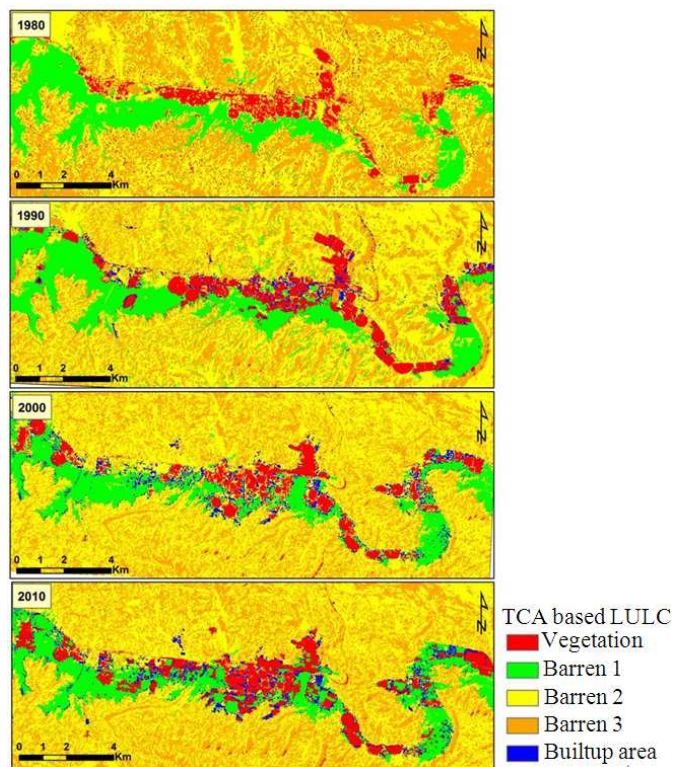 1980
N
0 2 4
Km
1990
N
0 1 2 4
Km
2000
N
0 1 2 4
Km
2010
N
0 1 2 4
Km
TCA based LULC
Vegetation
Barren 1
Barren 2
Barren 3
Builtup area